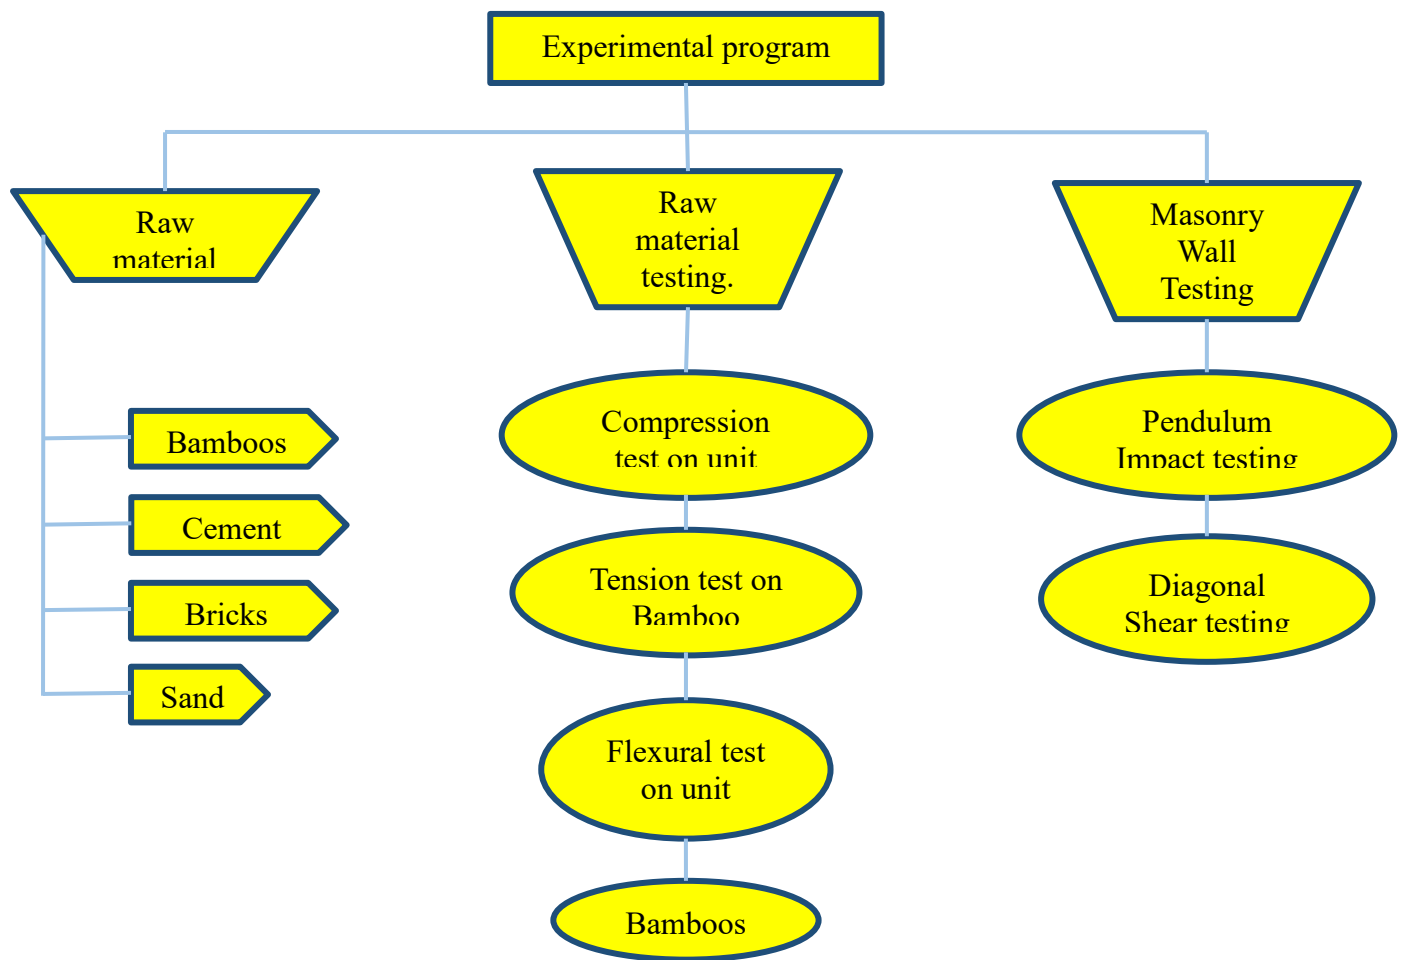 Experimental program
Raw
material
Bamboos
Cement
Bricks
Sand
Raw
material
testing.
Compression
test on unit
Tension test on
Bamboo
Flexural test
on unit
Bamboos
Masonry
Wall
Testing
Pendulum
Impact testing
Diagonal
Shear testing